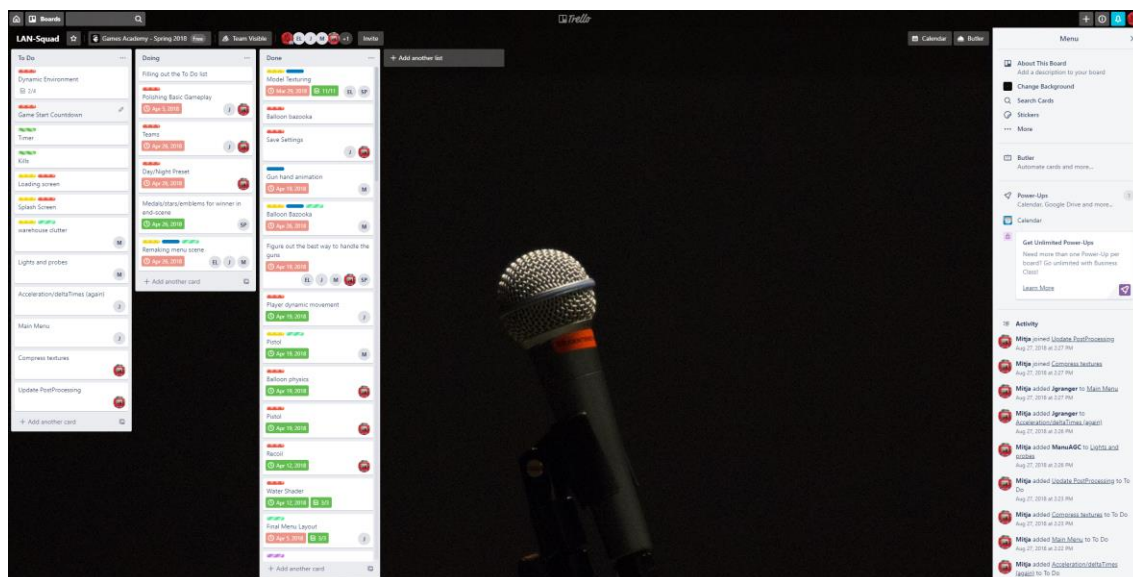 Boards
Trello
LAN-Squad
Games Academy - Spring 2018
Free
Team Visible
EL
J
M
+1
Invite
Calendar
Butler
To Do
Dynamic Environment
2/4
Game Start Countdown
Timer
Kills
Loading screen
Splash Screen
warehouse clutter
M
Lights and probes
M
Acceleration/deltaTimes (again)
J
Main Menu
J
Compress textures
Update PostProcessing
+ Add another card
Doing
Filling out the To Do list
Polishing Basic Gameplay
Apr 5, 2018
J
Teams
Apr 26, 2018
J
Day/Night Preset
Apr 26, 2018
Medals/stars/emblems for winner in
end-scene
Apr 26, 2018
SP
Remaking menu scene
Apr 26, 2018
EL J M
+ Add another card
Done
Model Texturing
Mar 29, 2018 11/11 EL SP
Balloon bazooka
Save Settings
J
Gun hand animation
Apr 19, 2018
M
Balloon Bazooka
Apr 26, 2018
M
Figure out the best way to handle the
guns
Apr 19, 2018
EL J M SP
Player dynamic movement
Apr 19, 2018
J
Pistol
Apr 19, 2018
M
Balloon physics
Apr 19, 2018
Pistol
Apr 19, 2018
Recoil
Apr 12, 2018
Water Shader
Apr 12, 2018 3/3
Final Menu Layout
Apr 5, 2018 3/3
J
+ Add another card
+ Add another list
Menu
About This Board
Add a description to your board
Change Background
Search Cards
Stickers
More
Butler
Automate cards and more...
Power-Ups
Calendar, Google Drive and more...
1
Calendar
Get Unlimited Power-Ups
Need more than one Power-Up per
board? Go unlimited with Business
Class!
Learn More
Activity
Mitja joined Update PostProcessing
Aug 27, 2018 at 3:27 PM
Mitja joined Compress textures
Aug 27, 2018 at 3:27 PM
Mitja added Jgranger to Main Menu
Aug 27, 2018 at 3:27 PM
Mitja added Jgranger to
Acceleration/deltaTimes (again)
Aug 27, 2018 at 3:26 PM
Mitja added ManuAGC to Lights and
probes
Aug 27, 2018 at 3:26 PM
Mitja added Update PostProcessing to To
Do
Aug 27, 2018 at 3:23 PM
Mitja added Compress textures to To Do
Aug 27, 2018 at 3:23 PM
Mitja added Main Menu to To Do
Aug 27, 2018 at 3:22 PM
Mitja added Acceleration/deltaTimes
(again) to To Do